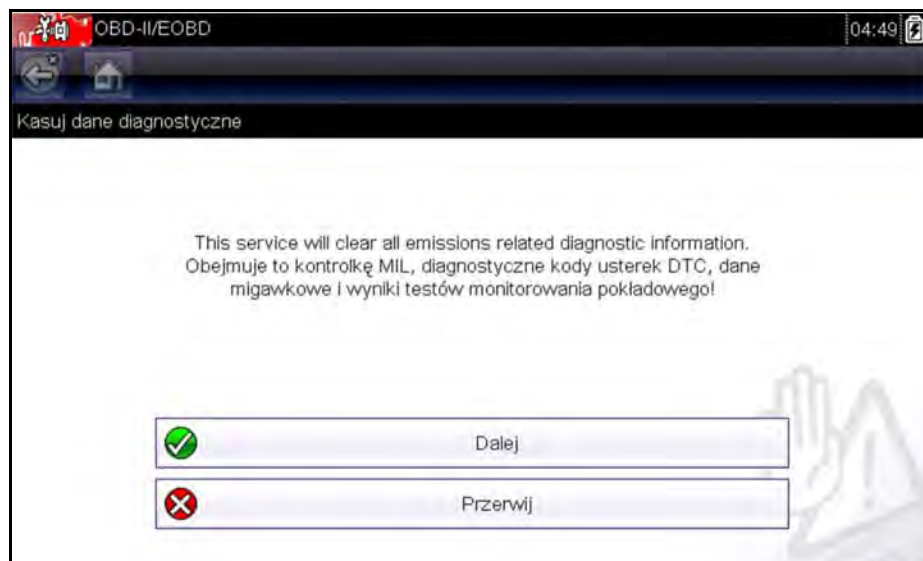 OBD-II/EOBD
04:49
Kasuj dane diagnostyczne
This service will clear all emissions related diagnostic information.
Obejmuje to kontrolkę MIL, diagnostyczne kody usterek DTC, dane
migawkowe i wyniki testów monitorowania pokładowego!
Dalej
Przerwij